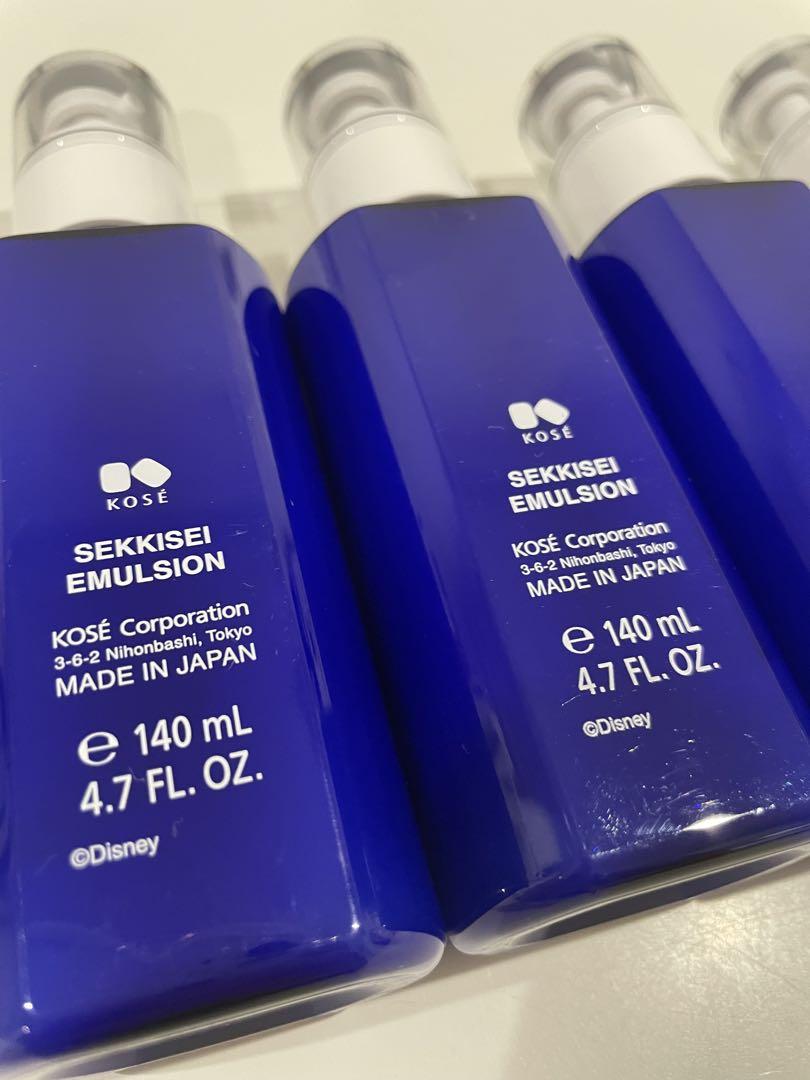 KOSÉ
SEKKISEI
EMULSION
KOSÉ Corporation
3-6-2 Nihonbashi, Tokyo
MADE IN JAPAN
℮ 140 mL
4.7 FL. OZ.
©Disney
KOSÉ
SEKKISEI
EMULSION
KOSÉ Corporation
3-6-2 Nihonbashi, Tokyo
MADE IN JAPAN
℮ 140 mL
4.7 FL. OZ.
©Disney